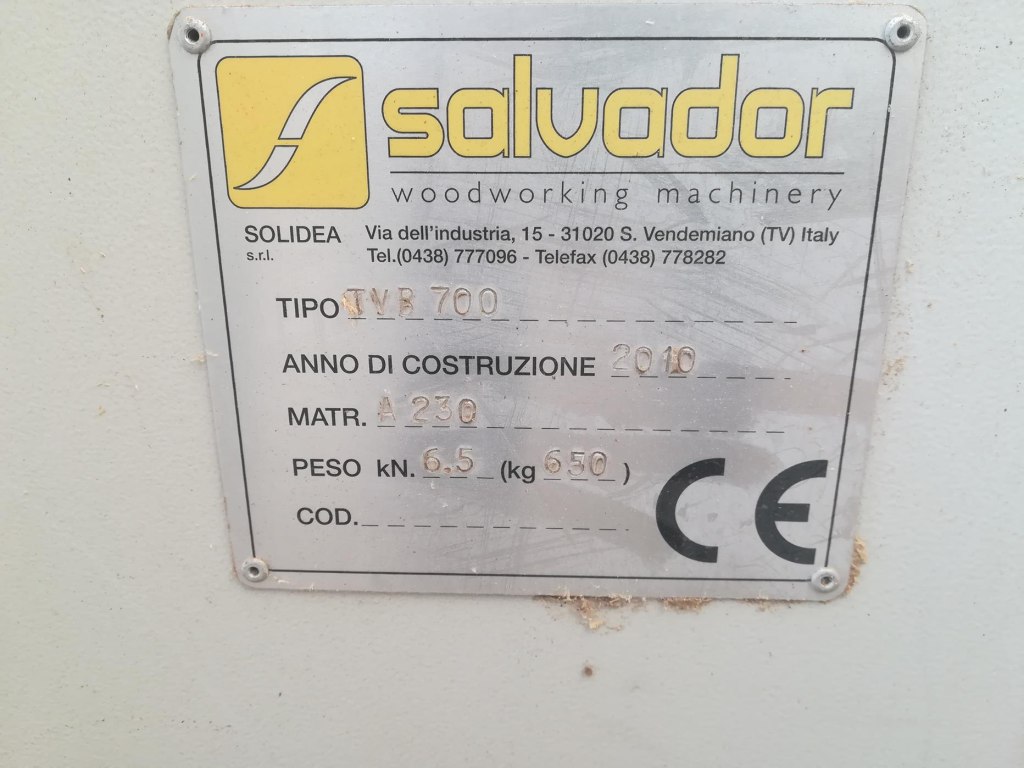 salvador
woodworking machinery
SOLIDEA Via dell'industria, 15 - 31020 S. Vendemiano (TV) Italy
s.r.l. Tel.(0438) 777096 - Telefax (0438) 778282
TIPO TVR 700
ANNO DI COSTRUZIONE 2010
MATR. A 230
PESO kN. 6.5 (kg 650)
COD.
CE